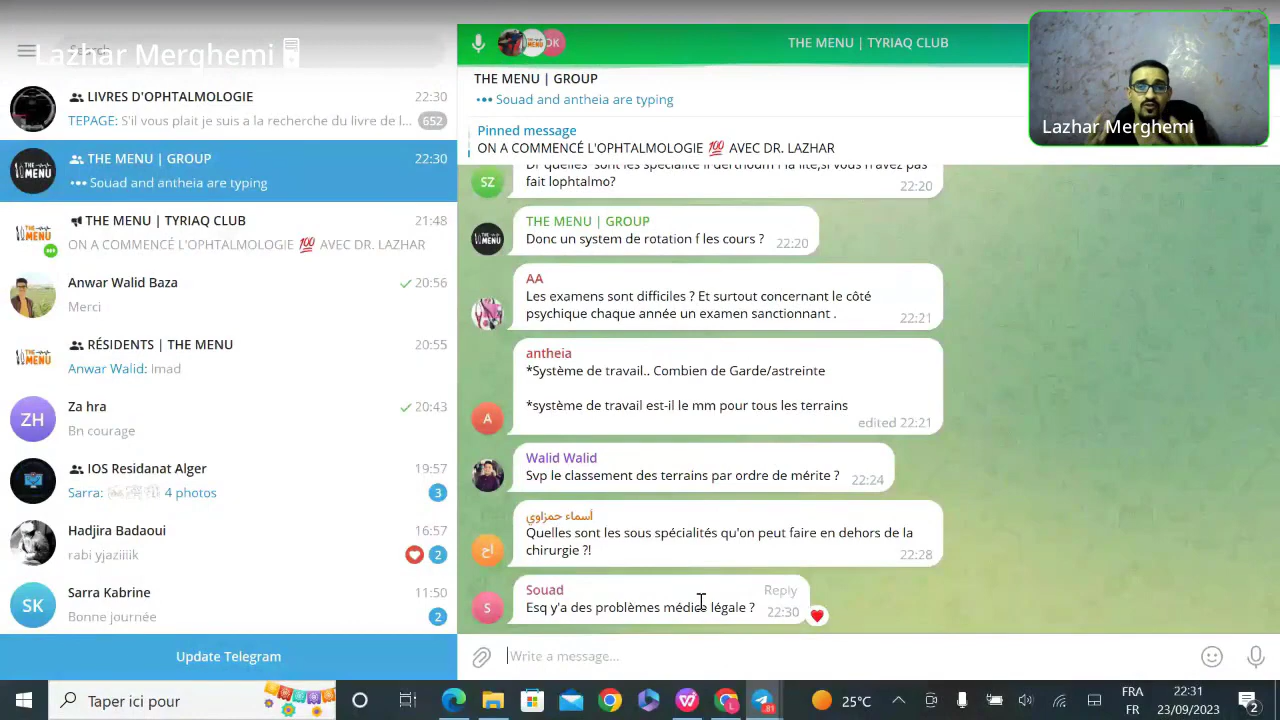 Lazhar Merghemi
LIVRES D'OPHTALMOLOGIE 22:30
TEPAGE: S'il vous plait je suis a la recherche du livre de l... 652
THE MENU | GROUP 22:30
Souad and antheia are typing
THE MENU | TYRIAQ CLUB 21:48
ON A COMMENCÉ L'OPHTALMOLOGIE 💯 AVEC DR. LAZHAR
Anwar Walid Baza 20:56
Merci
RÉSIDENTS | THE MENU 20:55
Anwar Walid: Imad
ZH
Za hra 20:43
Bn courage
IOS Residanat Alger 19:57
Sarra: 4 photos 3
Hadjira Badaoui 16:57
rabi yjaziiiik 2
SK
Sarra Kabrine 11:50
Bonne journée 2
Update Telegram
DK
THE MENU | TYRIAQ CLUB
THE MENU | GROUP
Souad and antheia are typing
Pinned message
ON A COMMENCÉ L'OPHTALMOLOGIE 💯 AVEC DR. LAZHAR
Lazhar Merghemi
SZ
fait lophtalmo? 22:20
THE MENU | GROUP
Donc un system de rotation f les cours ? 22:20
AA
Les examens sont difficiles ? Et surtout concernant le côté
psychique chaque année un examen sanctionnant . 22:21
antheia
*Système de travail.. Combien de Garde/astreinte
*système de travail est-il le mm pour tous les terrains
A
edited 22:21
Walid Walid
Svp le classement des terrains par ordre de mérite ? 22:24
أسماء حمزاوي
Quelles sont les sous spécialités qu'on peut faire en dehors de la
اح
chirurgie ?! 22:28
Souad Reply
S
Esq y'a des problèmes médico légale ? 22:30
Write a message...
Taper ici pour
81
25°C
FRA
FR
22:31
23/09/2023
2